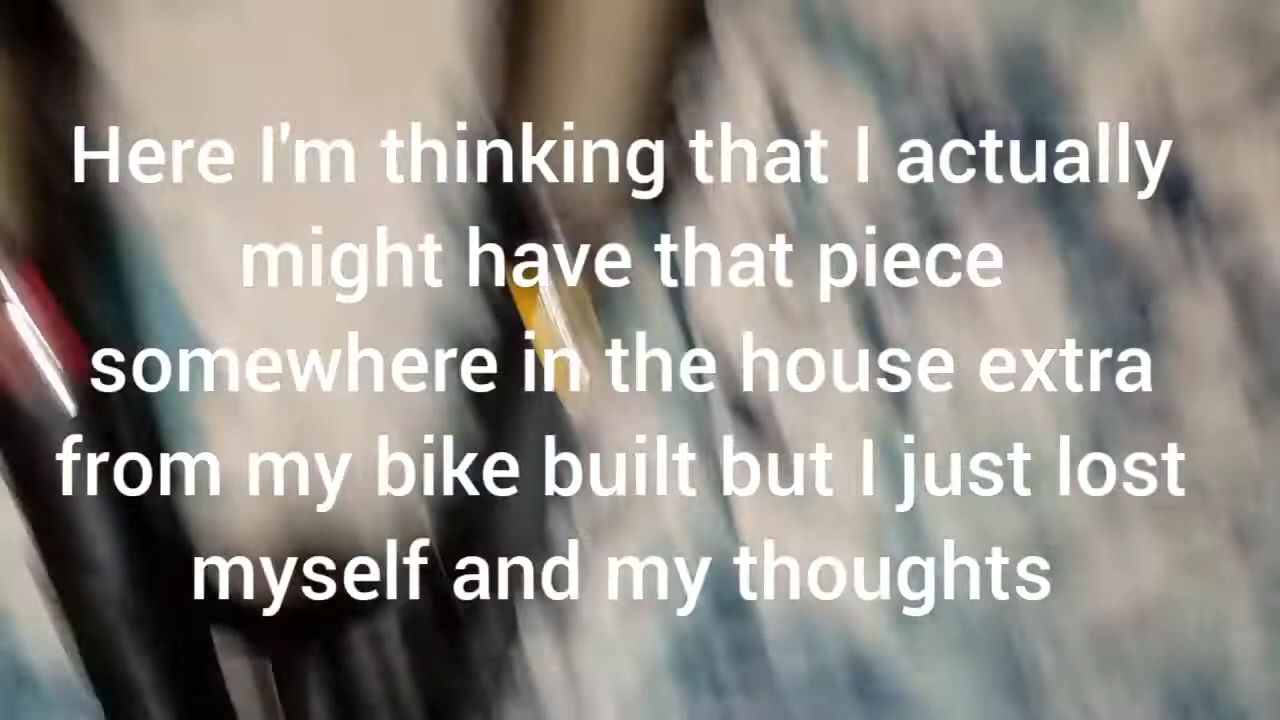 Here I'm thinking that I actually
might have that piece
somewhere in the house extra
from my bike built but I just lost
myself and my thoughts